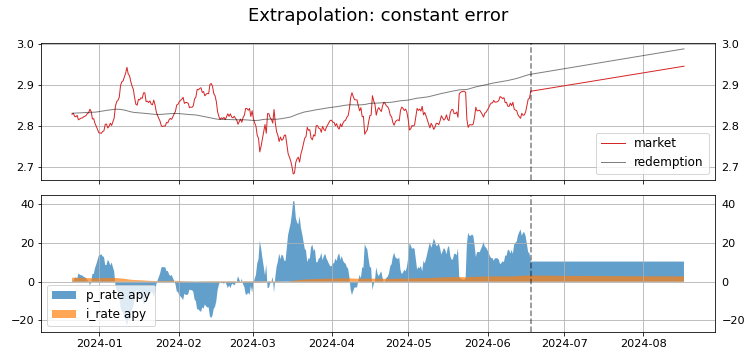 Extrapolation: constant error
3.0 3.0
2.9 2.9
2.8 2.8
2.7 2.7
market
redemption
40 40
20 20
0 0
−20 −20
p_rate apy
i_rate apy
2024-01 2024-02 2024-03 2024-04 2024-05 2024-06 2024-07 2024-08